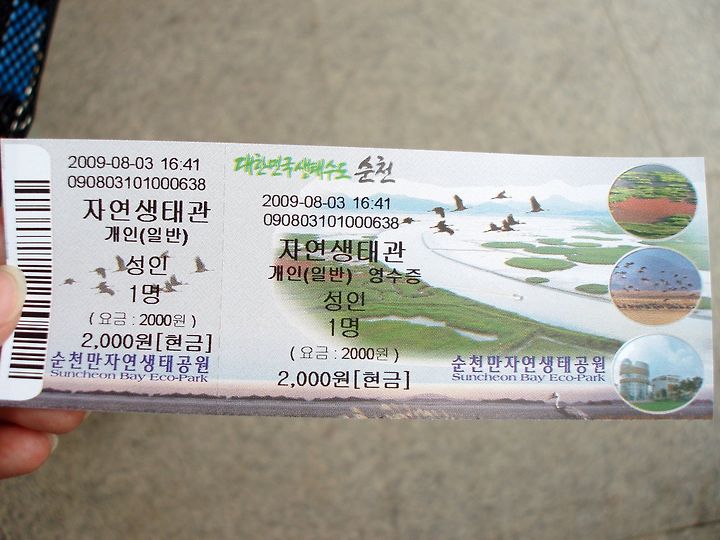 2009-08-03 16:41
090803101000638
자연생태관
개인(일반)
성인
1명
( 요금 : 2000원 )
2,000원[현금]
순천만자연생태공원
Suncheon Bay Eco-Park
대한민국 생태수도 순천
2009-08-03 16:41
090803101000638
자연생태관
개인(일반) 영수증
성인
1명
( 요금 : 2000원 )
2,000원[현금]
순천만자연생태공원
Suncheon Bay Eco-Park